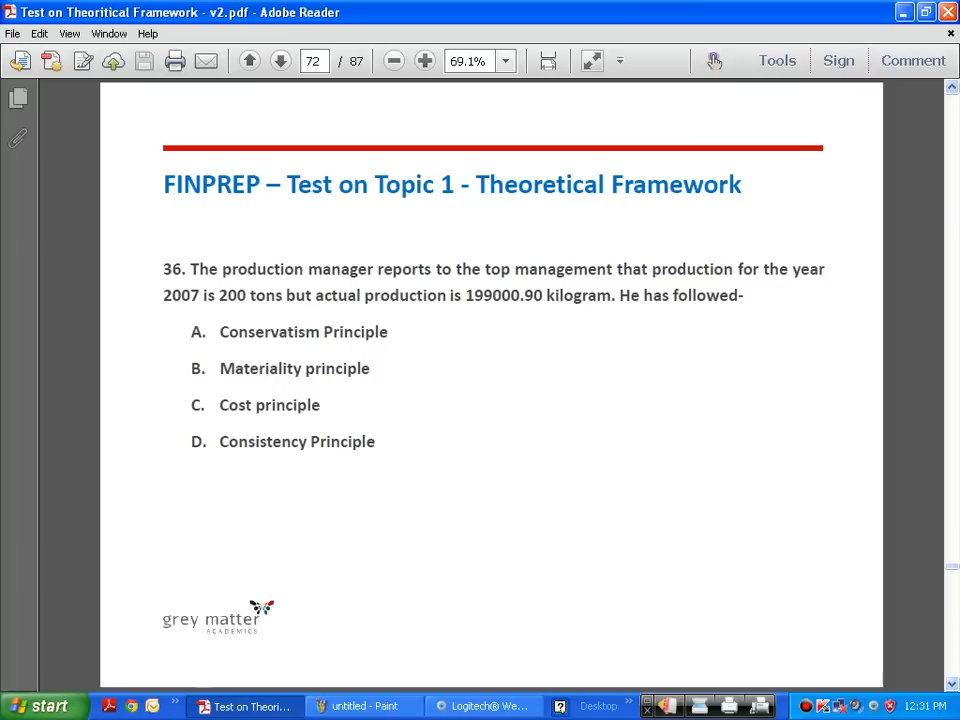 Test on Theoritical Framework - v2.pdf - Adobe Reader
File Edit View Window Help
72 / 87 69.1% Tools Sign Comment
FINPREP – Test on Topic 1 - Theoretical Framework
36. The production manager reports to the top management that production for the year
2007 is 200 tons but actual production is 199000.90 kilogram. He has followed-
A. Conservatism Principle
B. Materiality principle
C. Cost principle
D. Consistency Principle
grey matter
ACADEMICS
start Test on Theori... untitled - Paint Logitech® We... Desktop 12:31 PM